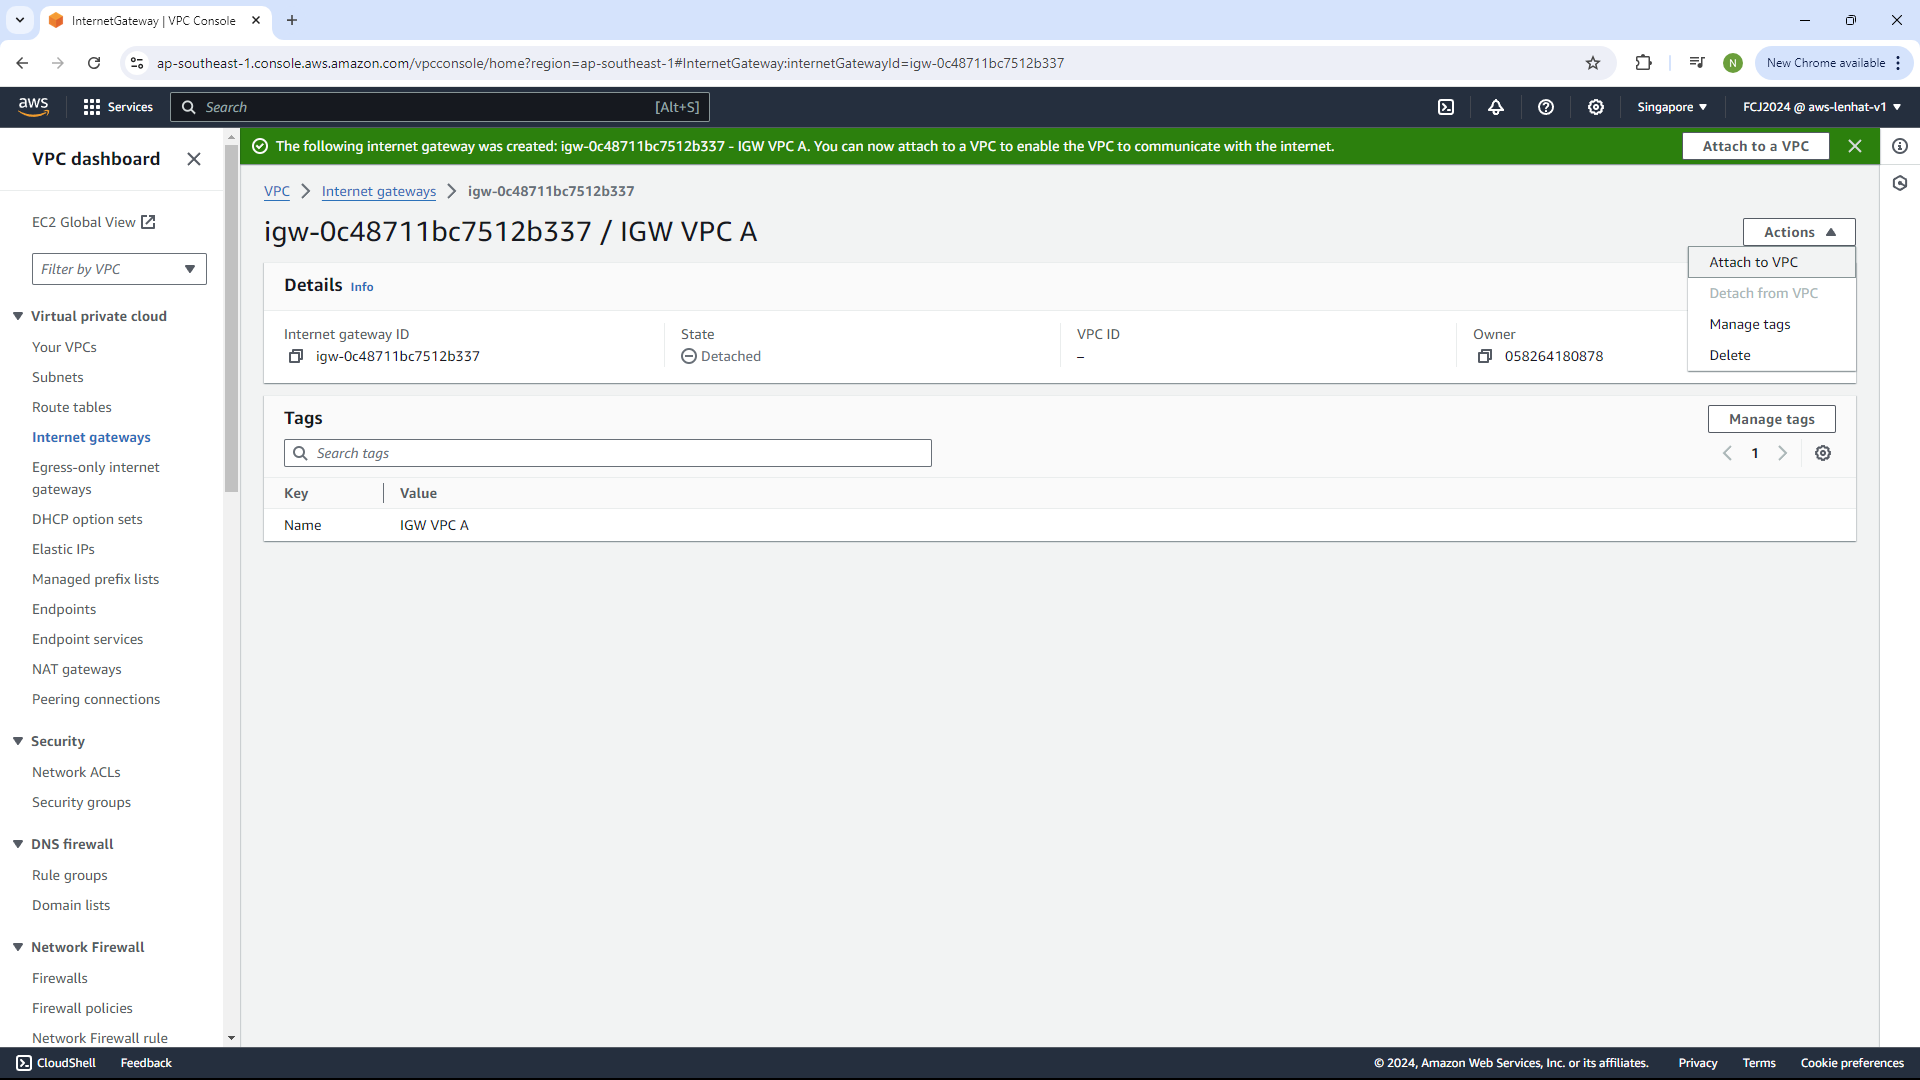 InternetGateway | VPC Console
ap-southeast-1.console.aws.amazon.com/vpcconsole/home?region=ap-southeast-1#InternetGateway:internetGatewayId=igw-0c48711bc7512b337
N
New Chrome available
aws
Services
Search
[Alt+S]
Singapore
FCJ2024 @ aws-lenhat-v1
VPC dashboard
EC2 Global View
Filter by VPC
Virtual private cloud
Your VPCs
Subnets
Route tables
Internet gateways
Egress-only internet
gateways
DHCP option sets
Elastic IPs
Managed prefix lists
Endpoints
Endpoint services
NAT gateways
Peering connections
Security
Network ACLs
Security groups
DNS firewall
Rule groups
Domain lists
Network Firewall
Firewalls
Firewall policies
Network Firewall rule
The following internet gateway was created: igw-0c48711bc7512b337 - IGW VPC A. You can now attach to a VPC to enable the VPC to communicate with the internet.
Attach to a VPC
VPC
Internet gateways
igw-0c48711bc7512b337
igw-0c48711bc7512b337 / IGW VPC A
Actions
Attach to VPC
Detach from VPC
Manage tags
Delete
Details Info
Internet gateway ID
igw-0c48711bc7512b337
State
Detached
VPC ID
–
Owner
058264180878
Tags
Manage tags
Search tags
1
Key
Value
Name
IGW VPC A
CloudShell
Feedback
© 2024, Amazon Web Services, Inc. or its affiliates.
Privacy
Terms
Cookie preferences